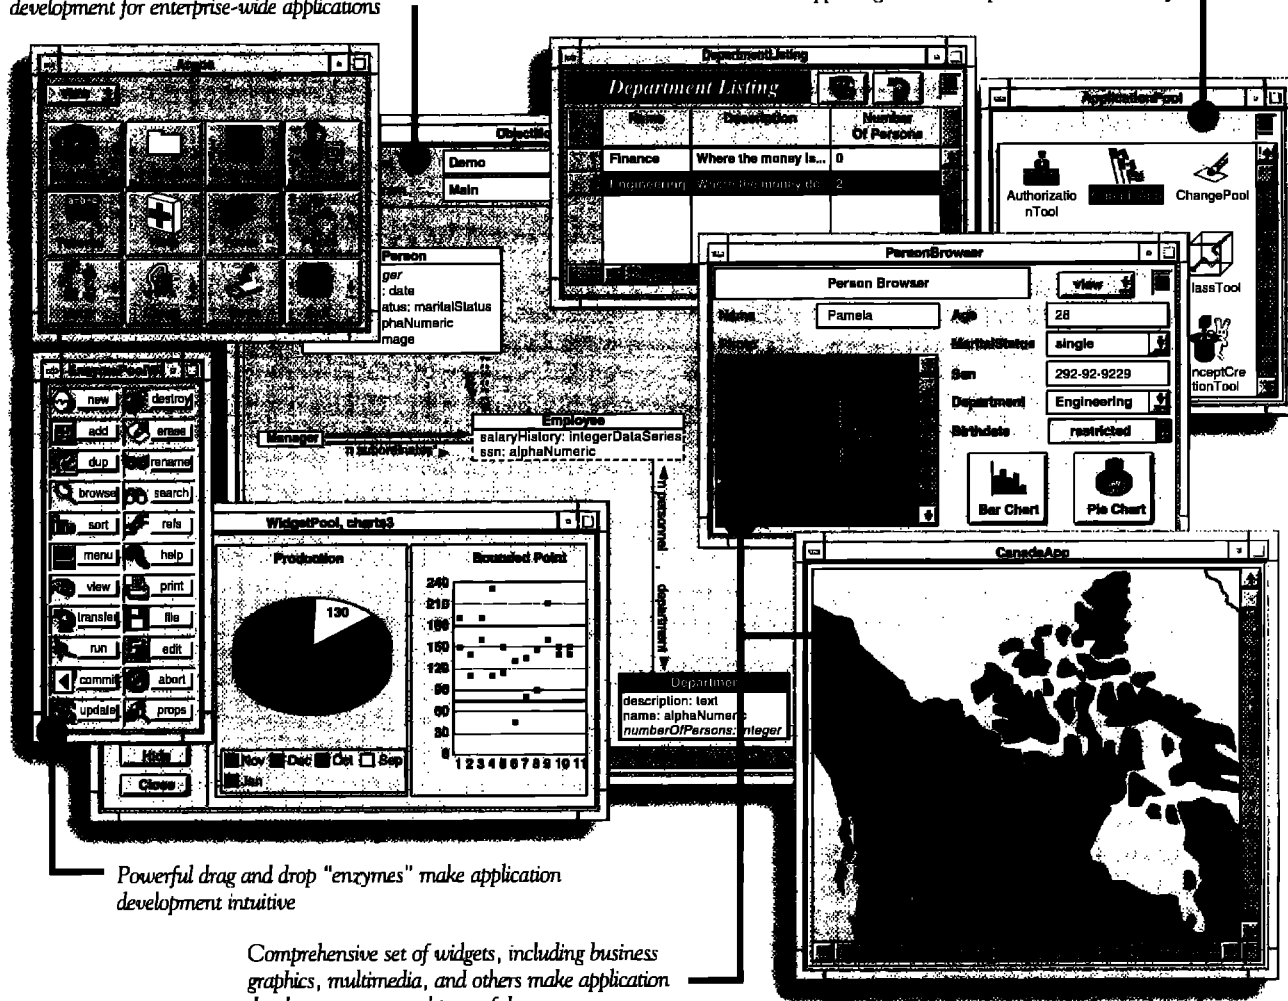 development for enterprise-wide applications
DepartmentListing
Department Listing
Name Description Number
Of Persons
Finance Where the money is... 0
Engineering Where the money do... 2
Demo
Main
ApplicationPool
Authorizatio
nTool
ChangePool
lassTool
nceptCre
tionTool
view
Person
ger
: date
atus: maritalStatus
phaNumeric
mage
PersonBrowser
Person Browser
view
Name Pamela
Age 28
MaritalStatus single
Ssn 292-92-9229
Department Engineering
Birthdate restricted
Bar Chart
Pie Chart
Manager
n subordinates
Employee
salaryHistory: integerDataSeries
ssn: alphaNumeric
n personnel
department
Department
description: text
name: alphaNumeric
numberOfPersons: integer
new destroy
add erase
dup rename
browse search
sort refs
menu help
view print
transfer file
run edit
commit abort
update props
Hide
Close
WidgetPool, charts3
Production
130
Nov Dec Oct Sep
Jan
Bounded Point
240
210
180
150
120
90
60
30
0
1 2 3 4 5 6 7 8 9 10 11
CanadaApp
Powerful drag and drop "enzymes" make application
development intuitive
Comprehensive set of widgets, including business
graphics, multimedia, and others make application